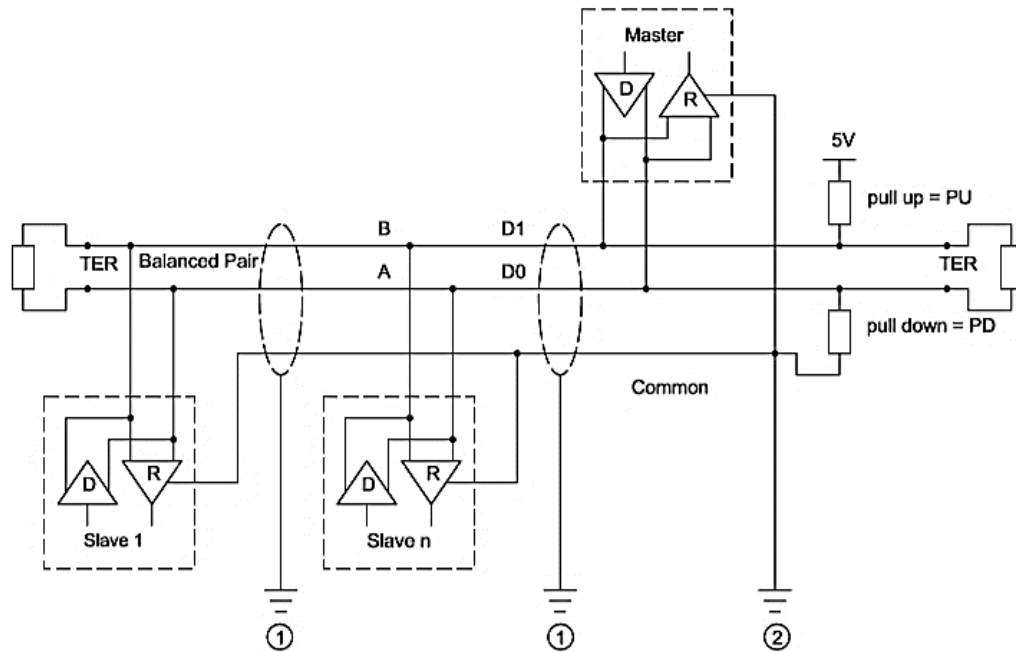 Master
D
R
5V
pull up = PU
B
D1
TER
Balanced Pair
A
D0
TER
pull down = PD
Common
D
R
Slave 1
D
R
Slave n
1
1
2